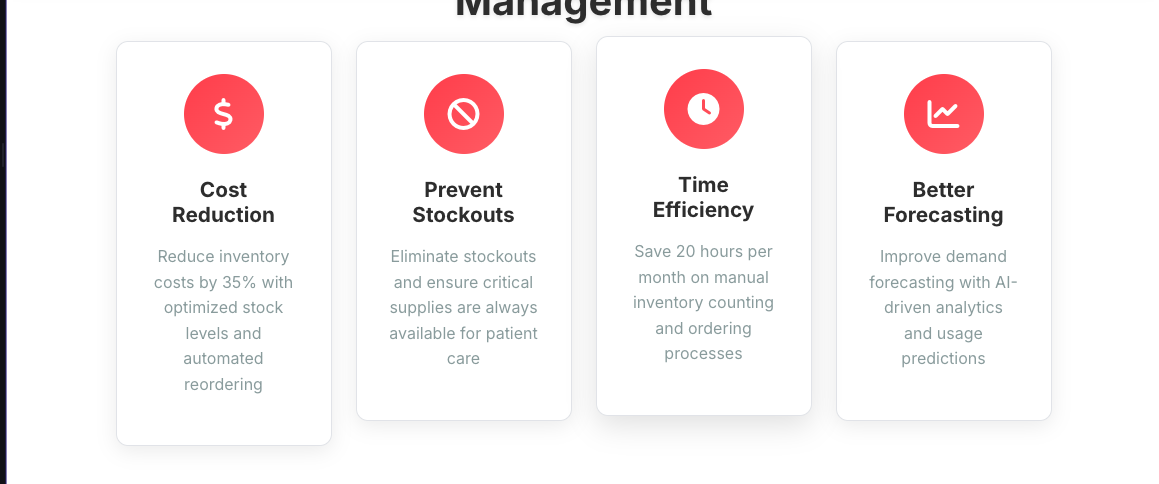 Management
Cost
Reduction
Reduce inventory
costs by 35% with
optimized stock
levels and
automated
reordering
Prevent
Stockouts
Eliminate stockouts
and ensure critical
supplies are always
available for patient
care
Time
Efficiency
Save 20 hours per
month on manual
inventory counting
and ordering
processes
Better
Forecasting
Improve demand
forecasting with AI-
driven analytics
and usage
predictions